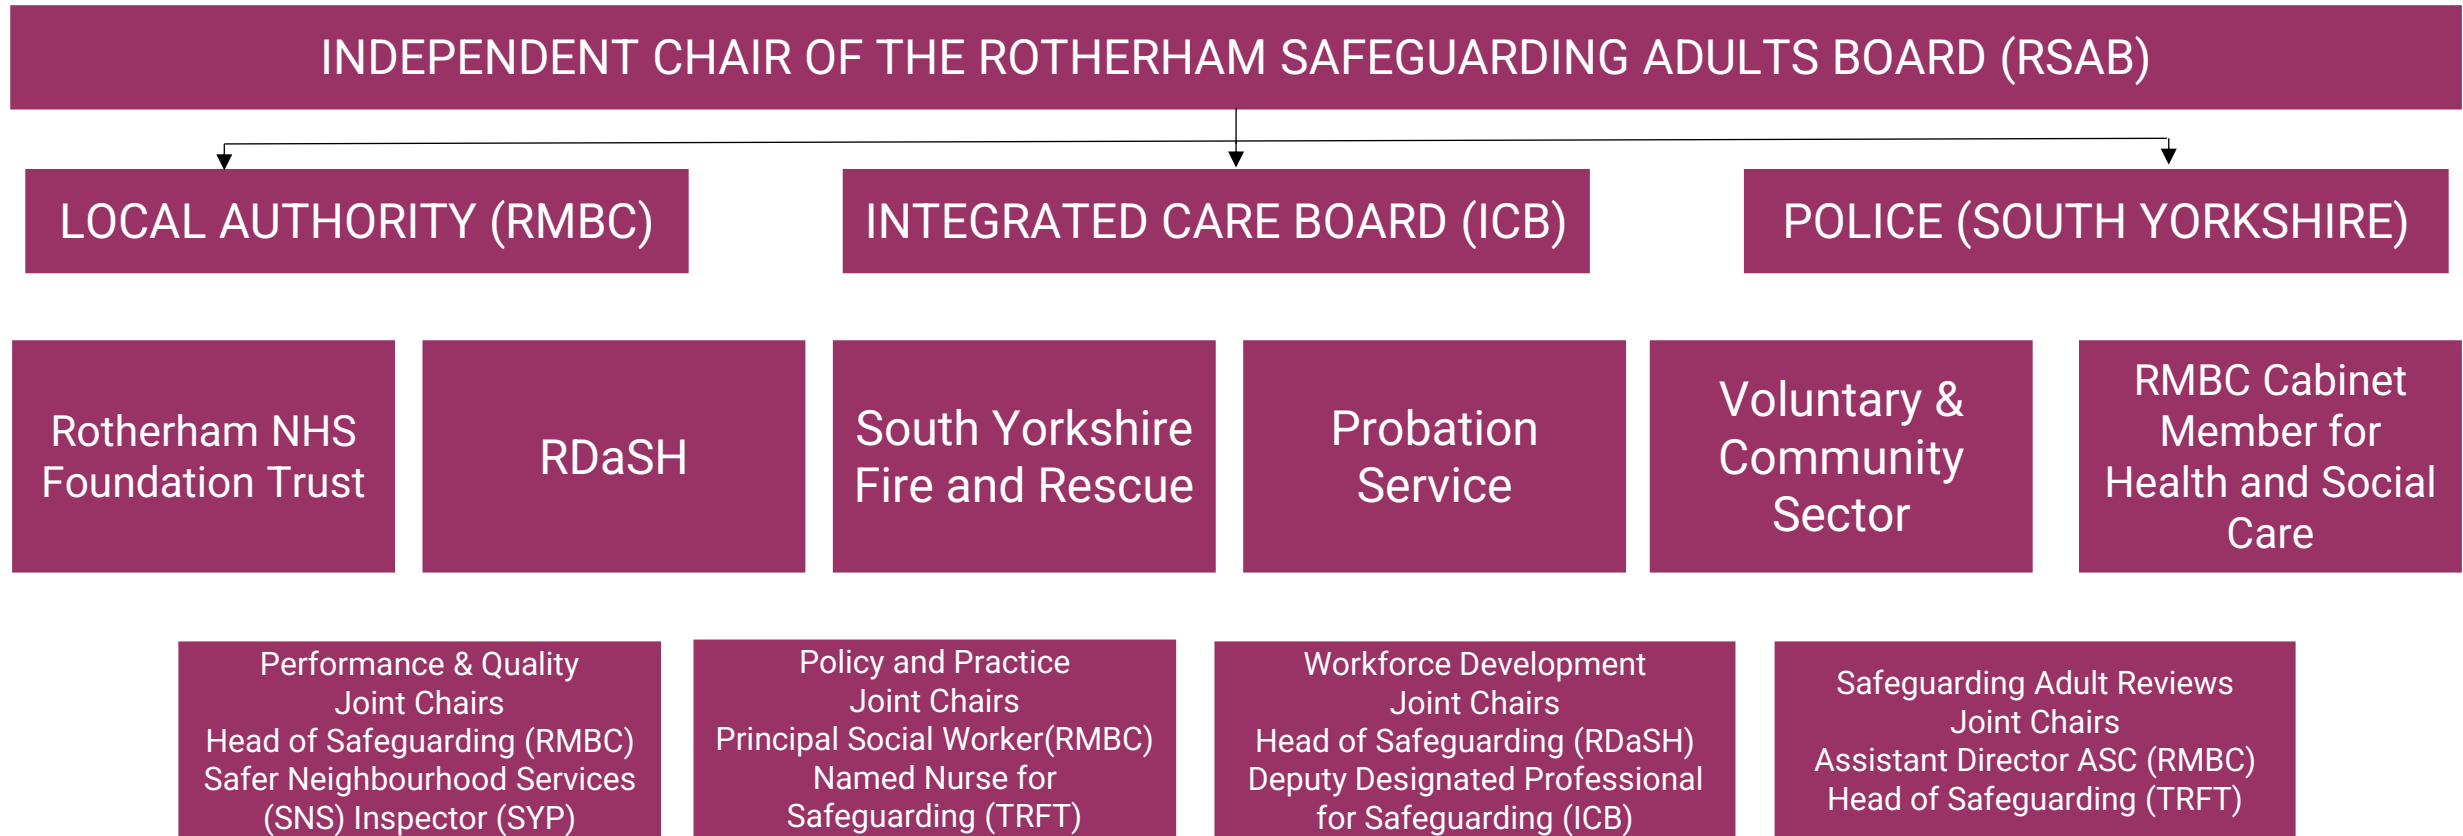 INDEPENDENT CHAIR OF THE ROTHERHAM SAFEGUARDING ADULTS BOARD (RSAB)
LOCAL AUTHORITY (RMBC)
INTEGRATED CARE BOARD (ICB)
POLICE (SOUTH YORKSHIRE)
Rotherham NHS
Foundation Trust
RDaSH
South Yorkshire
Fire and Rescue
Probation
Service
Voluntary &
Community
Sector
RMBC Cabinet
Member for
Health and Social
Care
Performance & Quality
Joint Chairs
Head of Safeguarding (RMBC)
Safer Neighbourhood Services
(SNS) Inspector (SYP)
Policy and Practice
Joint Chairs
Principal Social Worker(RMBC)
Named Nurse for
Safeguarding (TRFT)
Workforce Development
Joint Chairs
Head of Safeguarding (RDaSH)
Deputy Designated Professional
for Safeguarding (ICB)
Safeguarding Adult Reviews
Joint Chairs
Assistant Director ASC (RMBC)
Head of Safeguarding (TRFT)